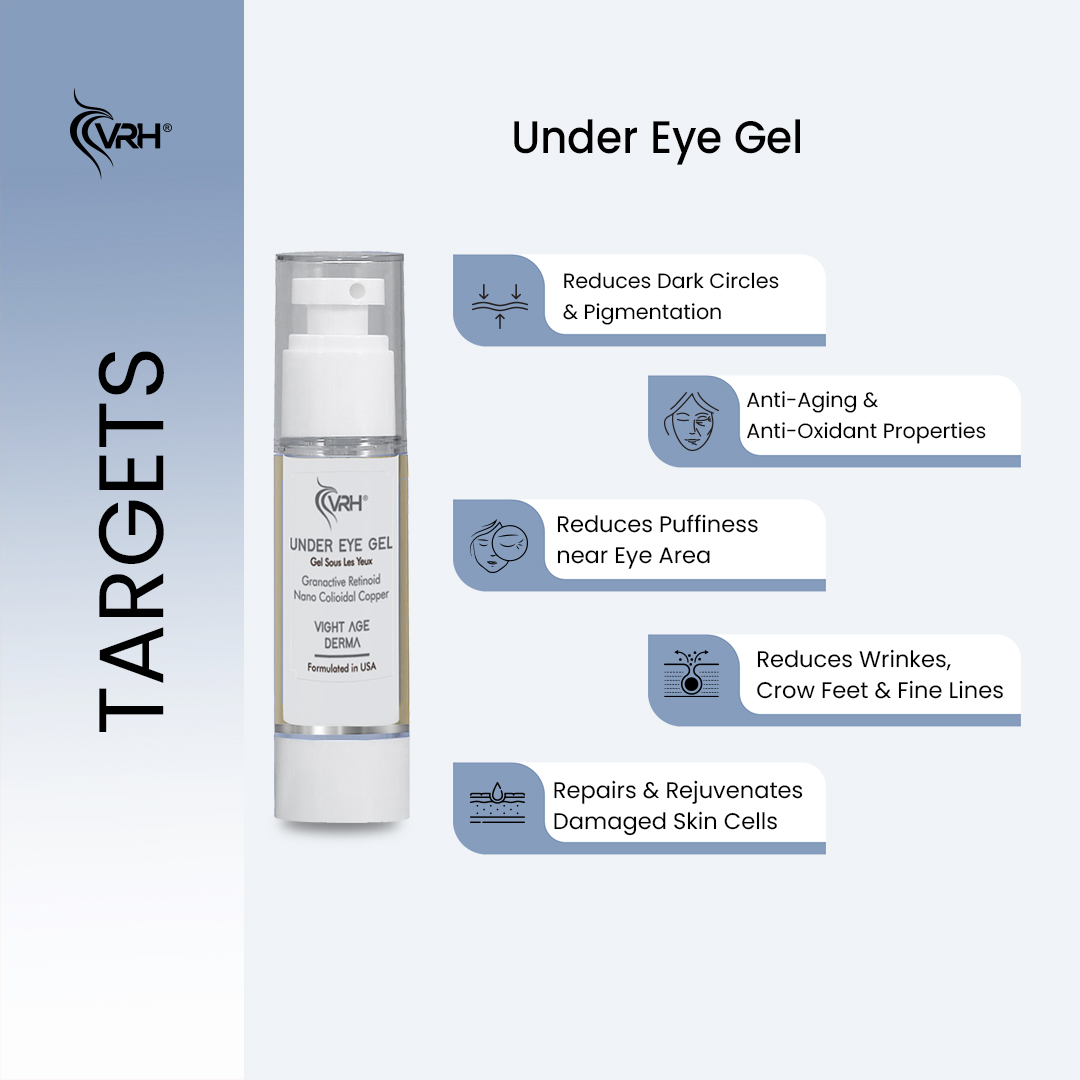 VRH®
Under Eye Gel
TARGETS
VRH®
UNDER EYE GEL
Gel Sous Les Yeux
Granactive Retinoid
Nano Colioidal Copper
VIGHT AGE
DERMA
Formulated in USA
Reduces Dark Circles
& Pigmentation
Anti-Aging &
Anti-Oxidant Properties
Reduces Puffiness
near Eye Area
Reduces Wrinkes,
Crow Feet & Fine Lines
Repairs & Rejuvenates
Damaged Skin Cells